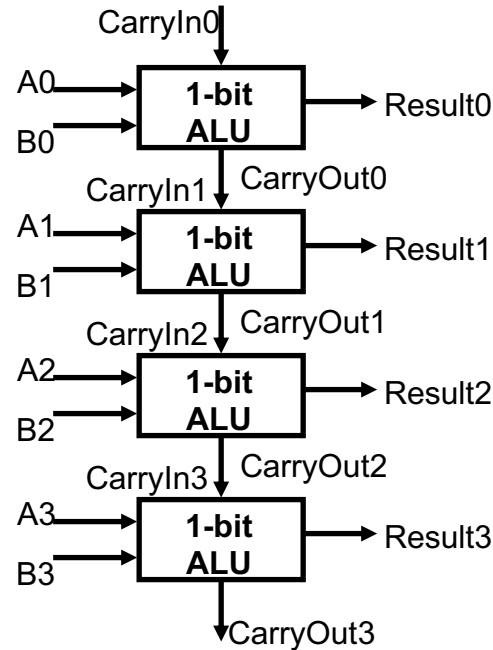 CarryIn0
A0
1-bit
ALU
Result0
B0
CarryIn1
CarryOut0
A1
1-bit
ALU
Result1
B1
CarryIn2
CarryOut1
A2
1-bit
ALU
Result2
B2
CarryIn3
CarryOut2
A3
1-bit
ALU
Result3
B3
CarryOut3